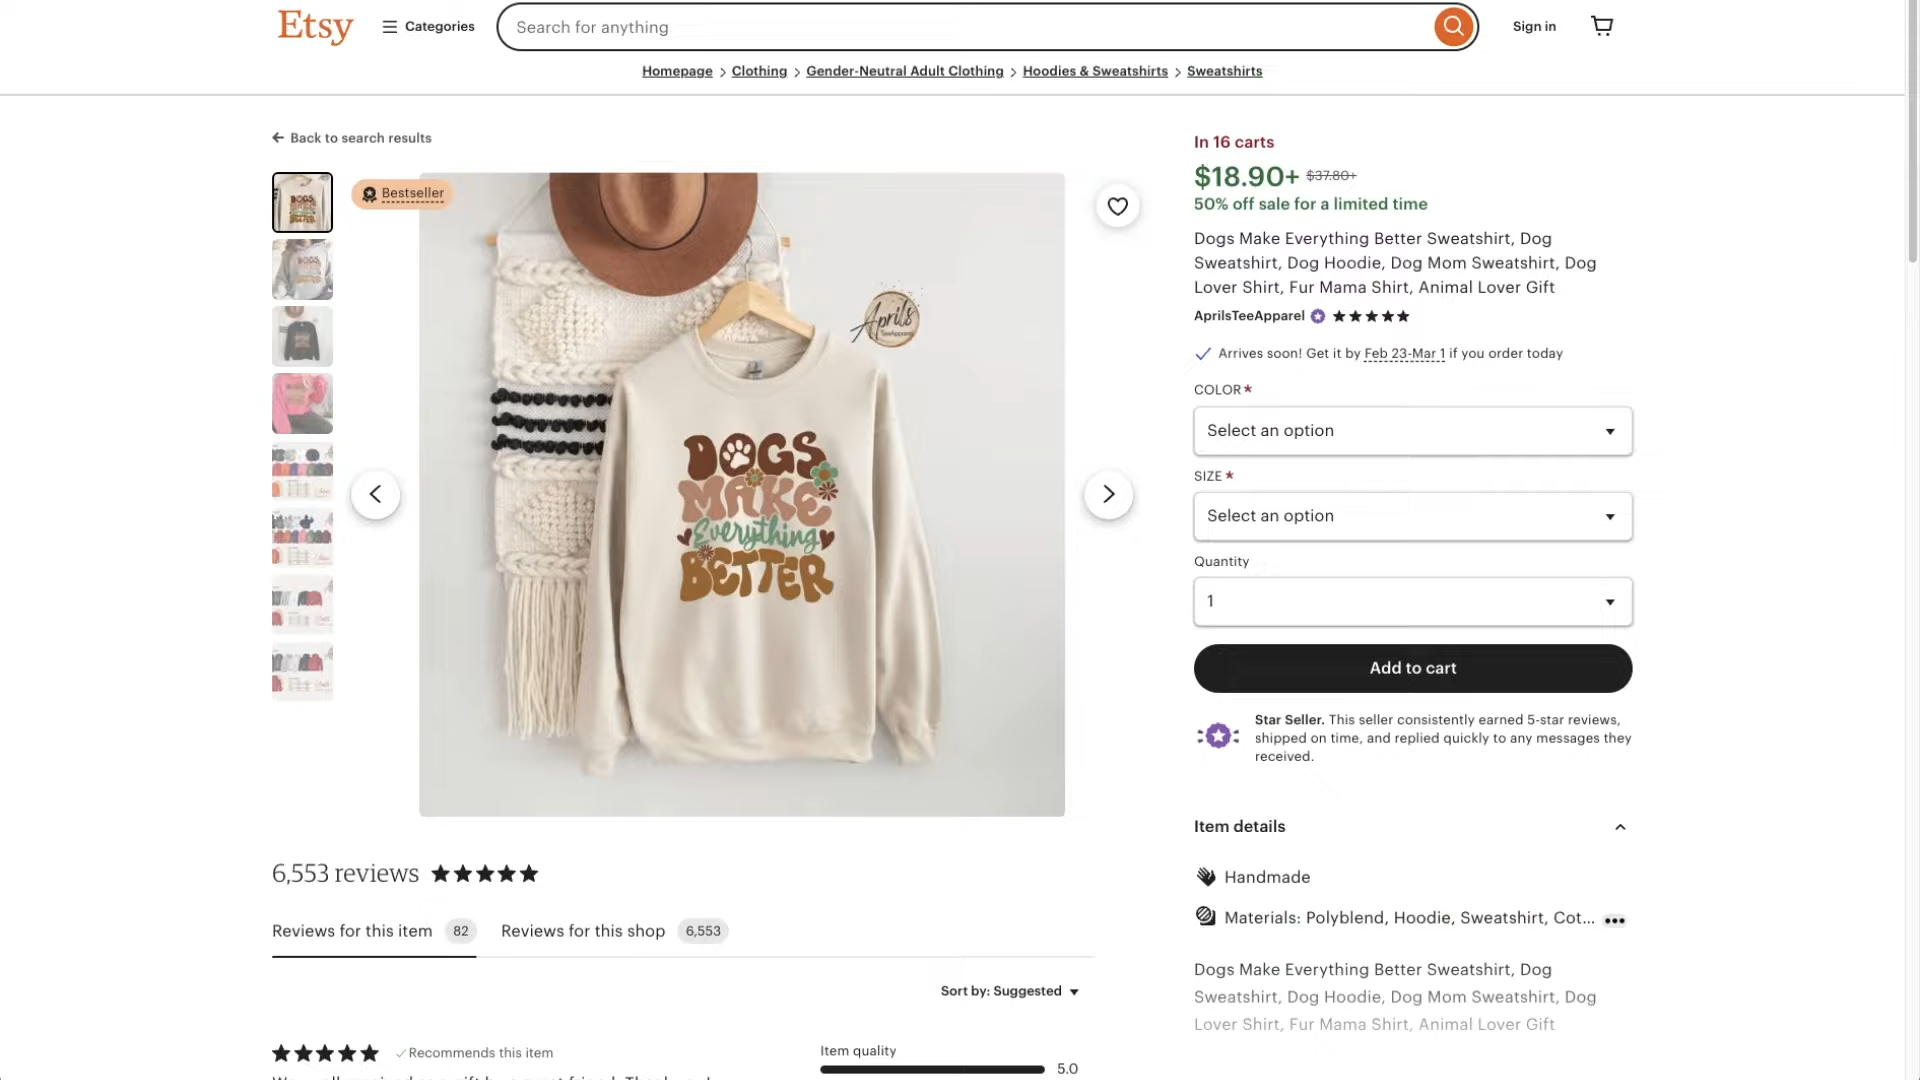 Etsy
Categories
Search for anything
Sign in
Homepage > Clothing > Gender-Neutral Adult Clothing > Hoodies & Sweatshirts > Sweatshirts
Back to search results
Bestseller
Aprils
TeeApparel
DOGS
MAKE
Everything
BETTER
In 16 carts
$18.90+ $37.80+
50% off sale for a limited time
Dogs Make Everything Better Sweatshirt, Dog
Sweatshirt, Dog Hoodie, Dog Mom Sweatshirt, Dog
Lover Shirt, Fur Mama Shirt, Animal Lover Gift
AprilsTeeApparel
Arrives soon! Get it by Feb 23-Mar 1 if you order today
COLOR*
Select an option
SIZE*
Select an option
Quantity
1
Add to cart
Star Seller. This seller consistently earned 5-star reviews,
shipped on time, and replied quickly to any messages they
received.
Item details
Handmade
Materials: Polyblend, Hoodie, Sweatshirt, Cot...
Dogs Make Everything Better Sweatshirt, Dog
Sweatshirt, Dog Hoodie, Dog Mom Sweatshirt, Dog
Lover Shirt, Fur Mama Shirt, Animal Lover Gift
6,553 reviews
Reviews for this item 82
Reviews for this shop 6,553
Sort by: Suggested
Recommends this item
Item quality
5.0